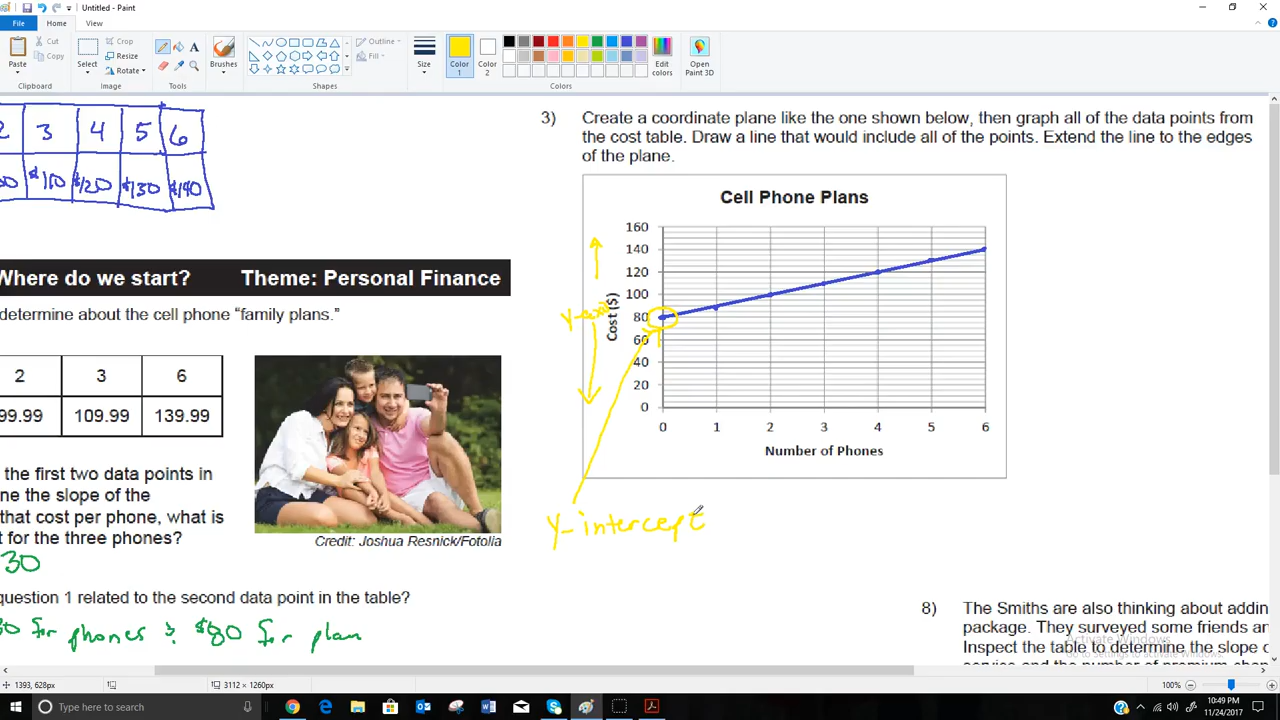 Untitled - Paint
File Home View
Paste Cut Copy Clipboard
Select Crop Resize Rotate Image
Tools
Brushes
Outline Fill Shapes
Size
Color 1 Color 2 Edit colors Colors
Open Paint 3D
3 4 5 6
$110 $120 $130 $140
3) Create a coordinate plane like the one shown below, then graph all of the data points from
the cost table. Draw a line that would include all of the points. Extend the line to the edges
of the plane.
Cell Phone Plans
160
140
120
100
80
60
40
20
0
Cost ($)
y-axis
0 1 2 3 4 5 6
Number of Phones
y-intercept
Where do we start? Theme: Personal Finance
determine about the cell phone “family plans.”
2 3 6
99.99 109.99 139.99
the first two data points in
ne the slope of the
that cost per phone, what is
t for the three phones?
30
Credit: Joshua Resnick/Fotolia
question 1 related to the second data point in the table?
for phones & $80 for plan
8) The Smiths are also thinking about addin
package. They surveyed some friends an
Inspect the table to determine the slope o
Activate Windows
Go to Settings to activate Windows.
1393, 628px
3112 × 1260px
100%
Type here to search
10:49 PM
11/24/2017